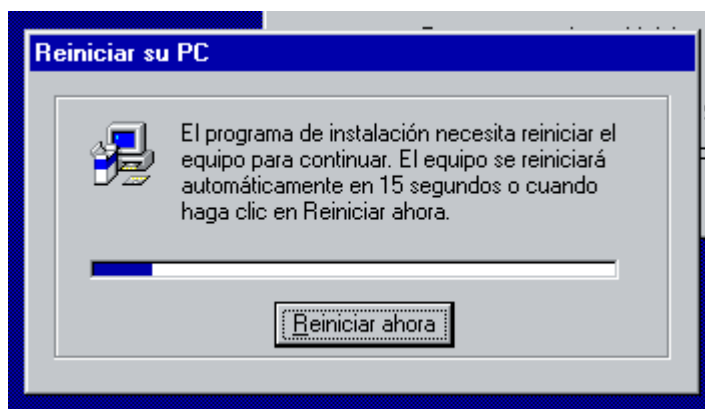 Reiniciar su PC
El programa de instalación necesita reiniciar el
equipo para continuar. El equipo se reiniciará
automáticamente en 15 segundos o cuando
haga clic en Reiniciar ahora.
Reiniciar ahora